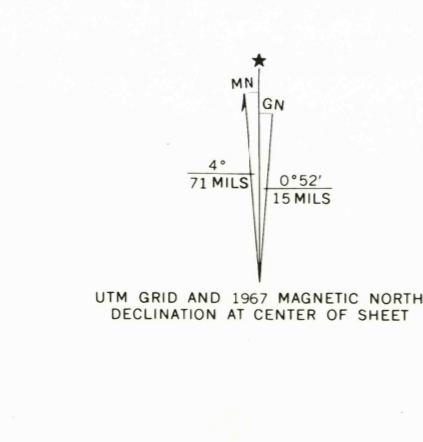 MN
GN
4°
71 MILS
0°52'
15 MILS
UTM GRID AND 1967 MAGNETIC NORTH
DECLINATION AT CENTER OF SHEET